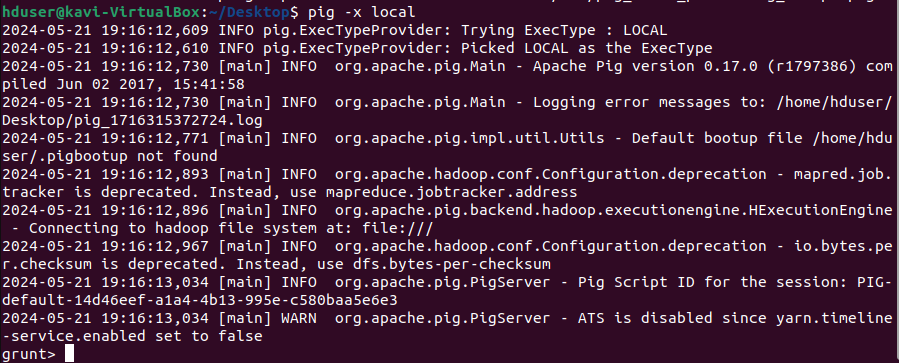 hduser@kavi-VirtualBox:~/Desktop$ pig -x local
2024-05-21 19:16:12,609 INFO pig.ExecTypeProvider: Trying ExecType : LOCAL
2024-05-21 19:16:12,610 INFO pig.ExecTypeProvider: Picked LOCAL as the ExecType
2024-05-21 19:16:12,730 [main] INFO  org.apache.pig.Main - Apache Pig version 0.17.0 (r1797386) com
piled Jun 02 2017, 15:41:58
2024-05-21 19:16:12,730 [main] INFO  org.apache.pig.Main - Logging error messages to: /home/hduser/
Desktop/pig_1716315372724.log
2024-05-21 19:16:12,771 [main] INFO  org.apache.pig.impl.util.Utils - Default bootup file /home/hdu
ser/.pigbootup not found
2024-05-21 19:16:12,893 [main] INFO  org.apache.hadoop.conf.Configuration.deprecation - mapred.job.
tracker is deprecated. Instead, use mapreduce.jobtracker.address
2024-05-21 19:16:12,896 [main] INFO  org.apache.pig.backend.hadoop.executionengine.HExecutionEngine
 - Connecting to hadoop file system at: file:///
2024-05-21 19:16:12,967 [main] INFO  org.apache.hadoop.conf.Configuration.deprecation - io.bytes.pe
r.checksum is deprecated. Instead, use dfs.bytes-per-checksum
2024-05-21 19:16:13,034 [main] INFO  org.apache.pig.PigServer - Pig Script ID for the session: PIG-
default-14d46eef-a1a4-4b13-995e-c580baa5e6e3
2024-05-21 19:16:13,034 [main] WARN  org.apache.pig.PigServer - ATS is disabled since yarn.timeline
-service.enabled set to false
grunt>